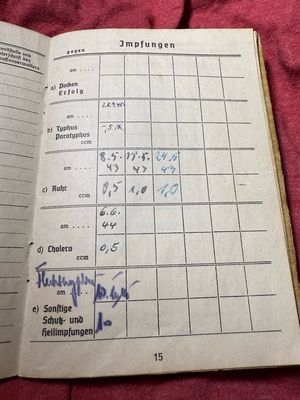 Impfungen
gegen
am . . . .
a) Pocken
Erfolg
am . . . .
b) Typhus
Paratyphus
ccm
8.5. 24.5
am . . . . 43 43 43
c) Ruhr 0,5 1,0 1,0
ccm
6.6.
am . . . . 44
d) Cholera 0,5
ccm
am . . . .
e) Sonstige
Schutz- und
Heilimpfungen 1.0
15